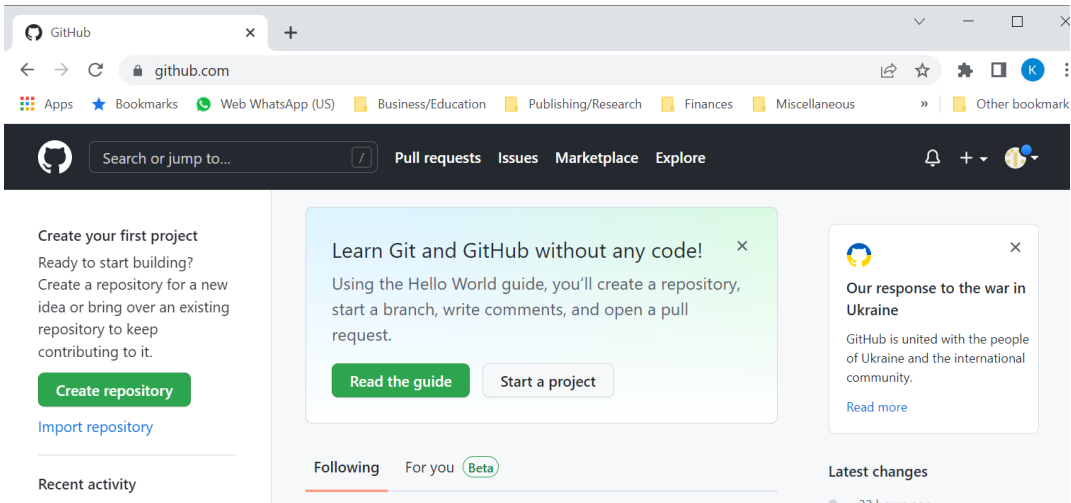 GitHub
github.com
Apps Bookmarks Web WhatsApp (US) Business/Education Publishing/Research Finances Miscellaneous » Other bookmark
Search or jump to... / Pull requests Issues Marketplace Explore
Create your first project
Ready to start building?
Create a repository for a new
idea or bring over an existing
repository to keep
contributing to it.
Create repository
Import repository
Recent activity
Learn Git and GitHub without any code!
Using the Hello World guide, you’ll create a repository,
start a branch, write comments, and open a pull
request.
Read the guide Start a project
Following For you Beta
Our response to the war in
Ukraine
GitHub is united with the people
of Ukraine and the international
community.
Read more
Latest changes
K